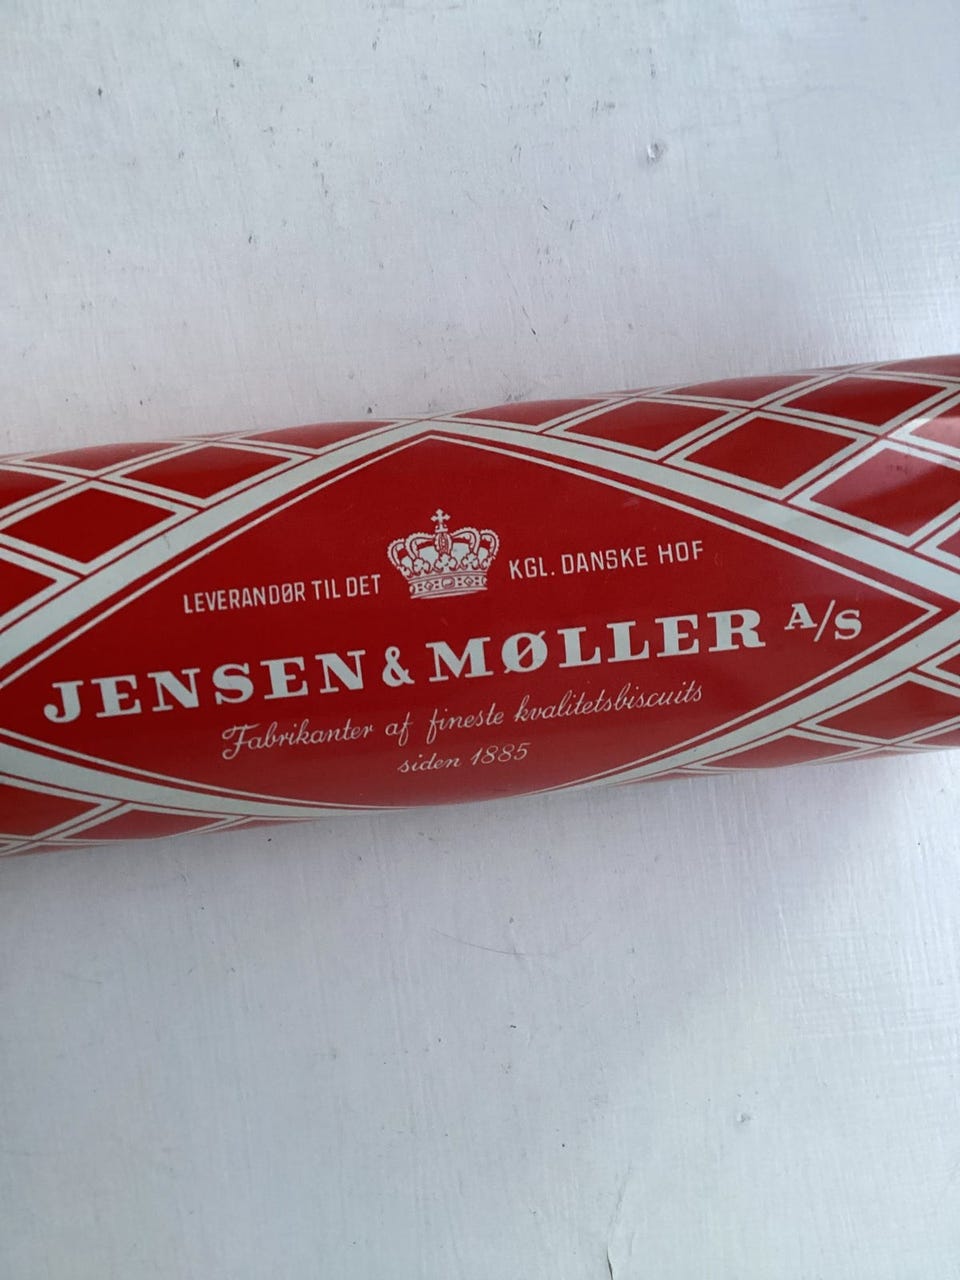 LEVERANDØR TIL DET KGL. DANSKE HOF
JENSEN & MØLLER A/S
Fabrikanter af fineste kvalitetsbiscuits
siden 1885